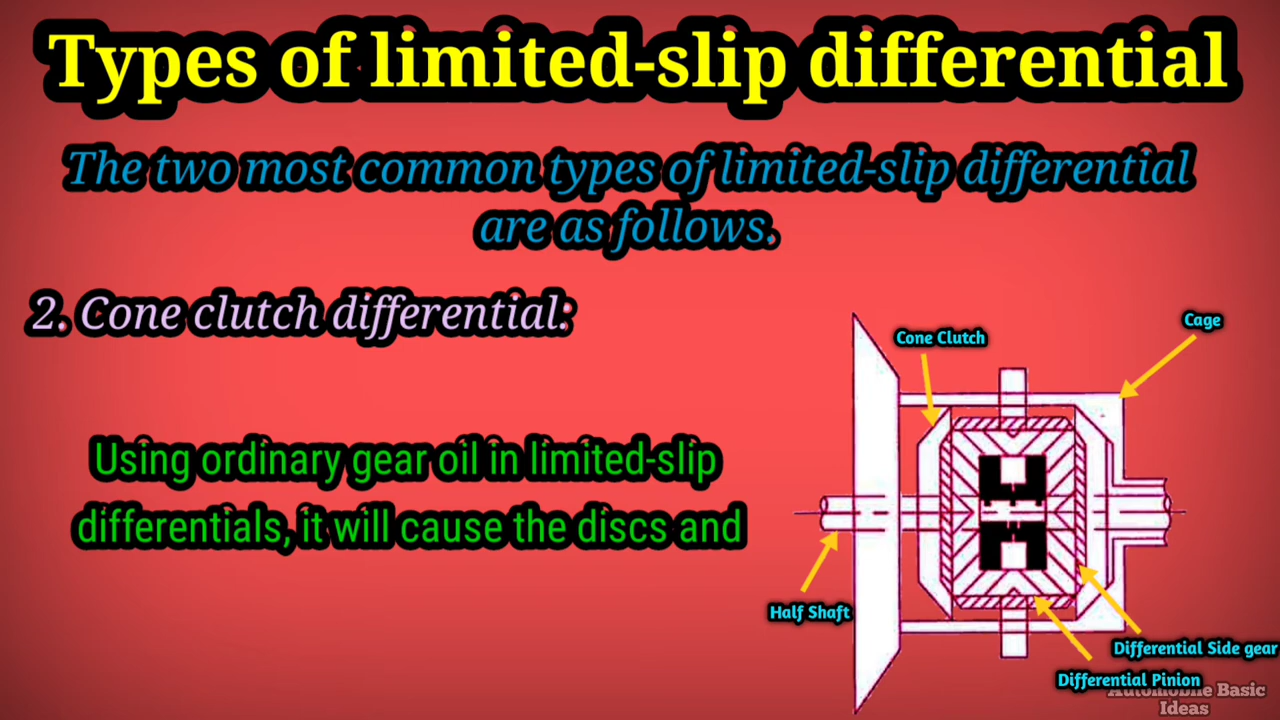 Types of limited-slip differential
The two most common types of limited-slip differential
are as follows.
2. Cone clutch differential:
Cage
Cone Clutch
Using ordinary gear oil in limited-slip
differentials, it will cause the discs and
Half Shaft
Differential Side gear
Differential Pinion
Automobile Basic
Ideas